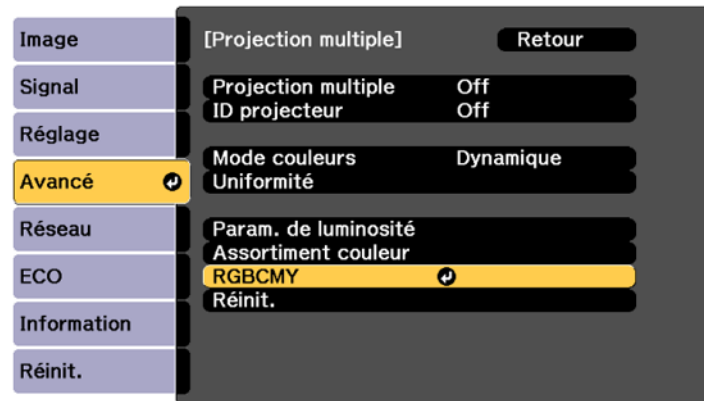 Image
Signal
Réglage
Avancé
Réseau
ECO
Information
Réinit.
[Projection multiple] Retour
Projection multiple Off
ID projecteur Off
Mode couleurs Dynamique
Uniformité
Param. de luminosité
Assortiment couleur
RGBCMY
Réinit.